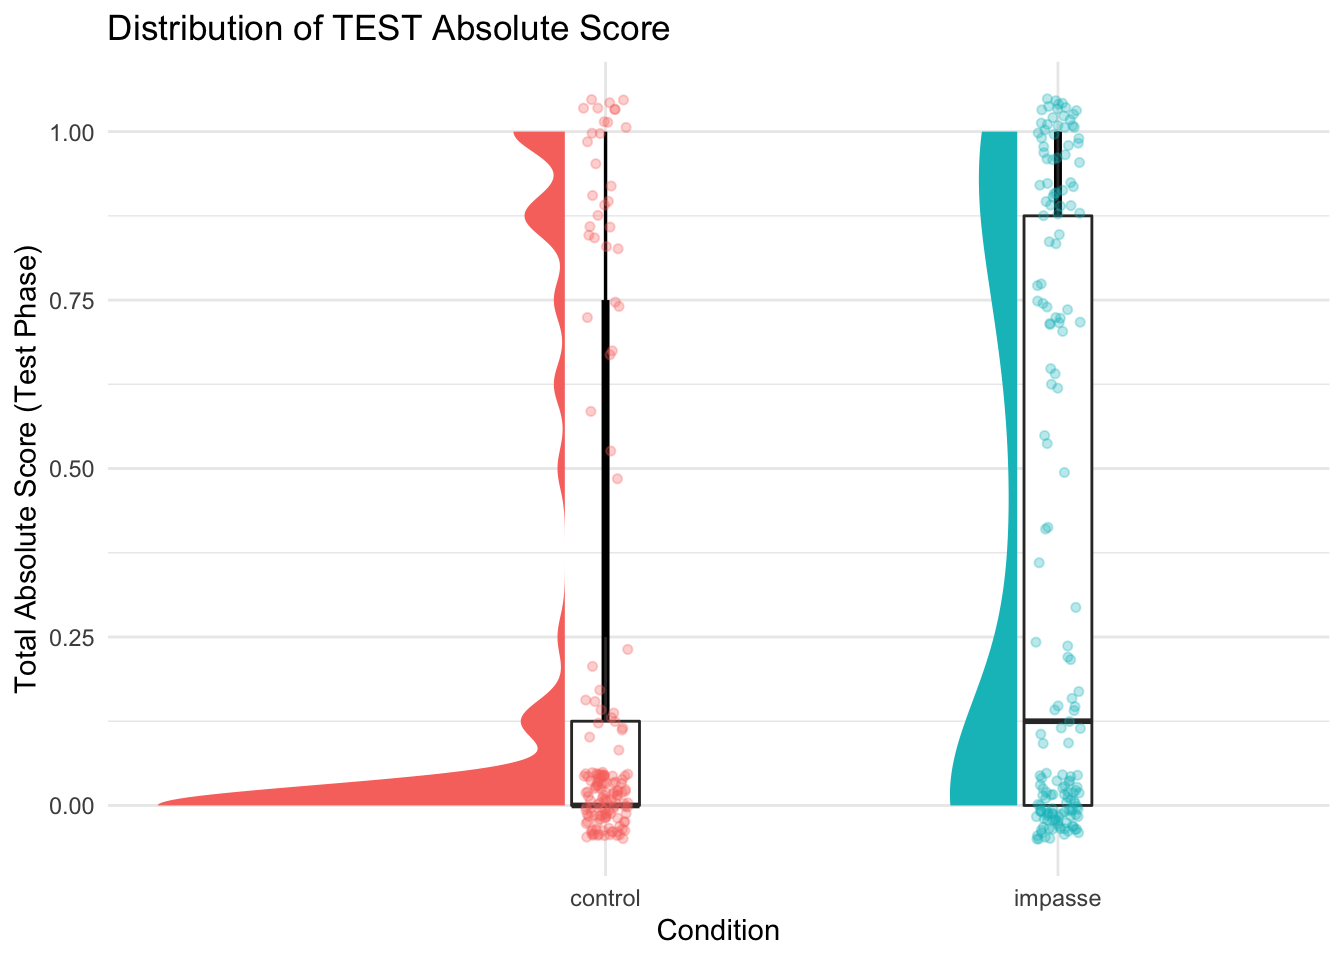 Distribution of TEST Absolute Score
Total Absolute Score (Test Phase)
1.00
0.75
0.50
0.25
0.00
control
impasse
Condition